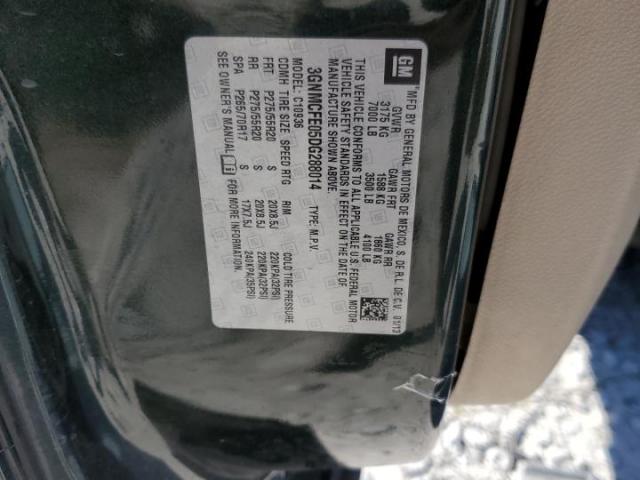 GM
MFD BY GENERAL MOTORS DE MEXICO, S. DE R.L. DE C.V. 01/13
GVWR GAWR FRT GAWR RR
3175 KG 1588 KG 1860 KG
7000 LB 3500 LB 4100 LB
THIS VEHICLE CONFORMS TO ALL APPLICABLE U.S. FEDERAL MOTOR
VEHICLE SAFETY STANDARDS IN EFFECT ON THE DATE OF
MANUFACTURE SHOWN ABOVE.
3GNMCFE05DG288014 TYPE: M.P.V.
MODEL: C10936
CDMH TIRE SIZE SPEED RTG RIM COLD TIRE PRESSURE
FRT P275/55R20 S 20X8.5J 220KPA(32PSI)
RR P275/55R20 S 20X8.5J 220KPA(32PSI)
SPA P265/70R17 S 17X7.5J 240KPA(35PSI)
SEE OWNER'S MANUAL FOR MORE INFORMATION.